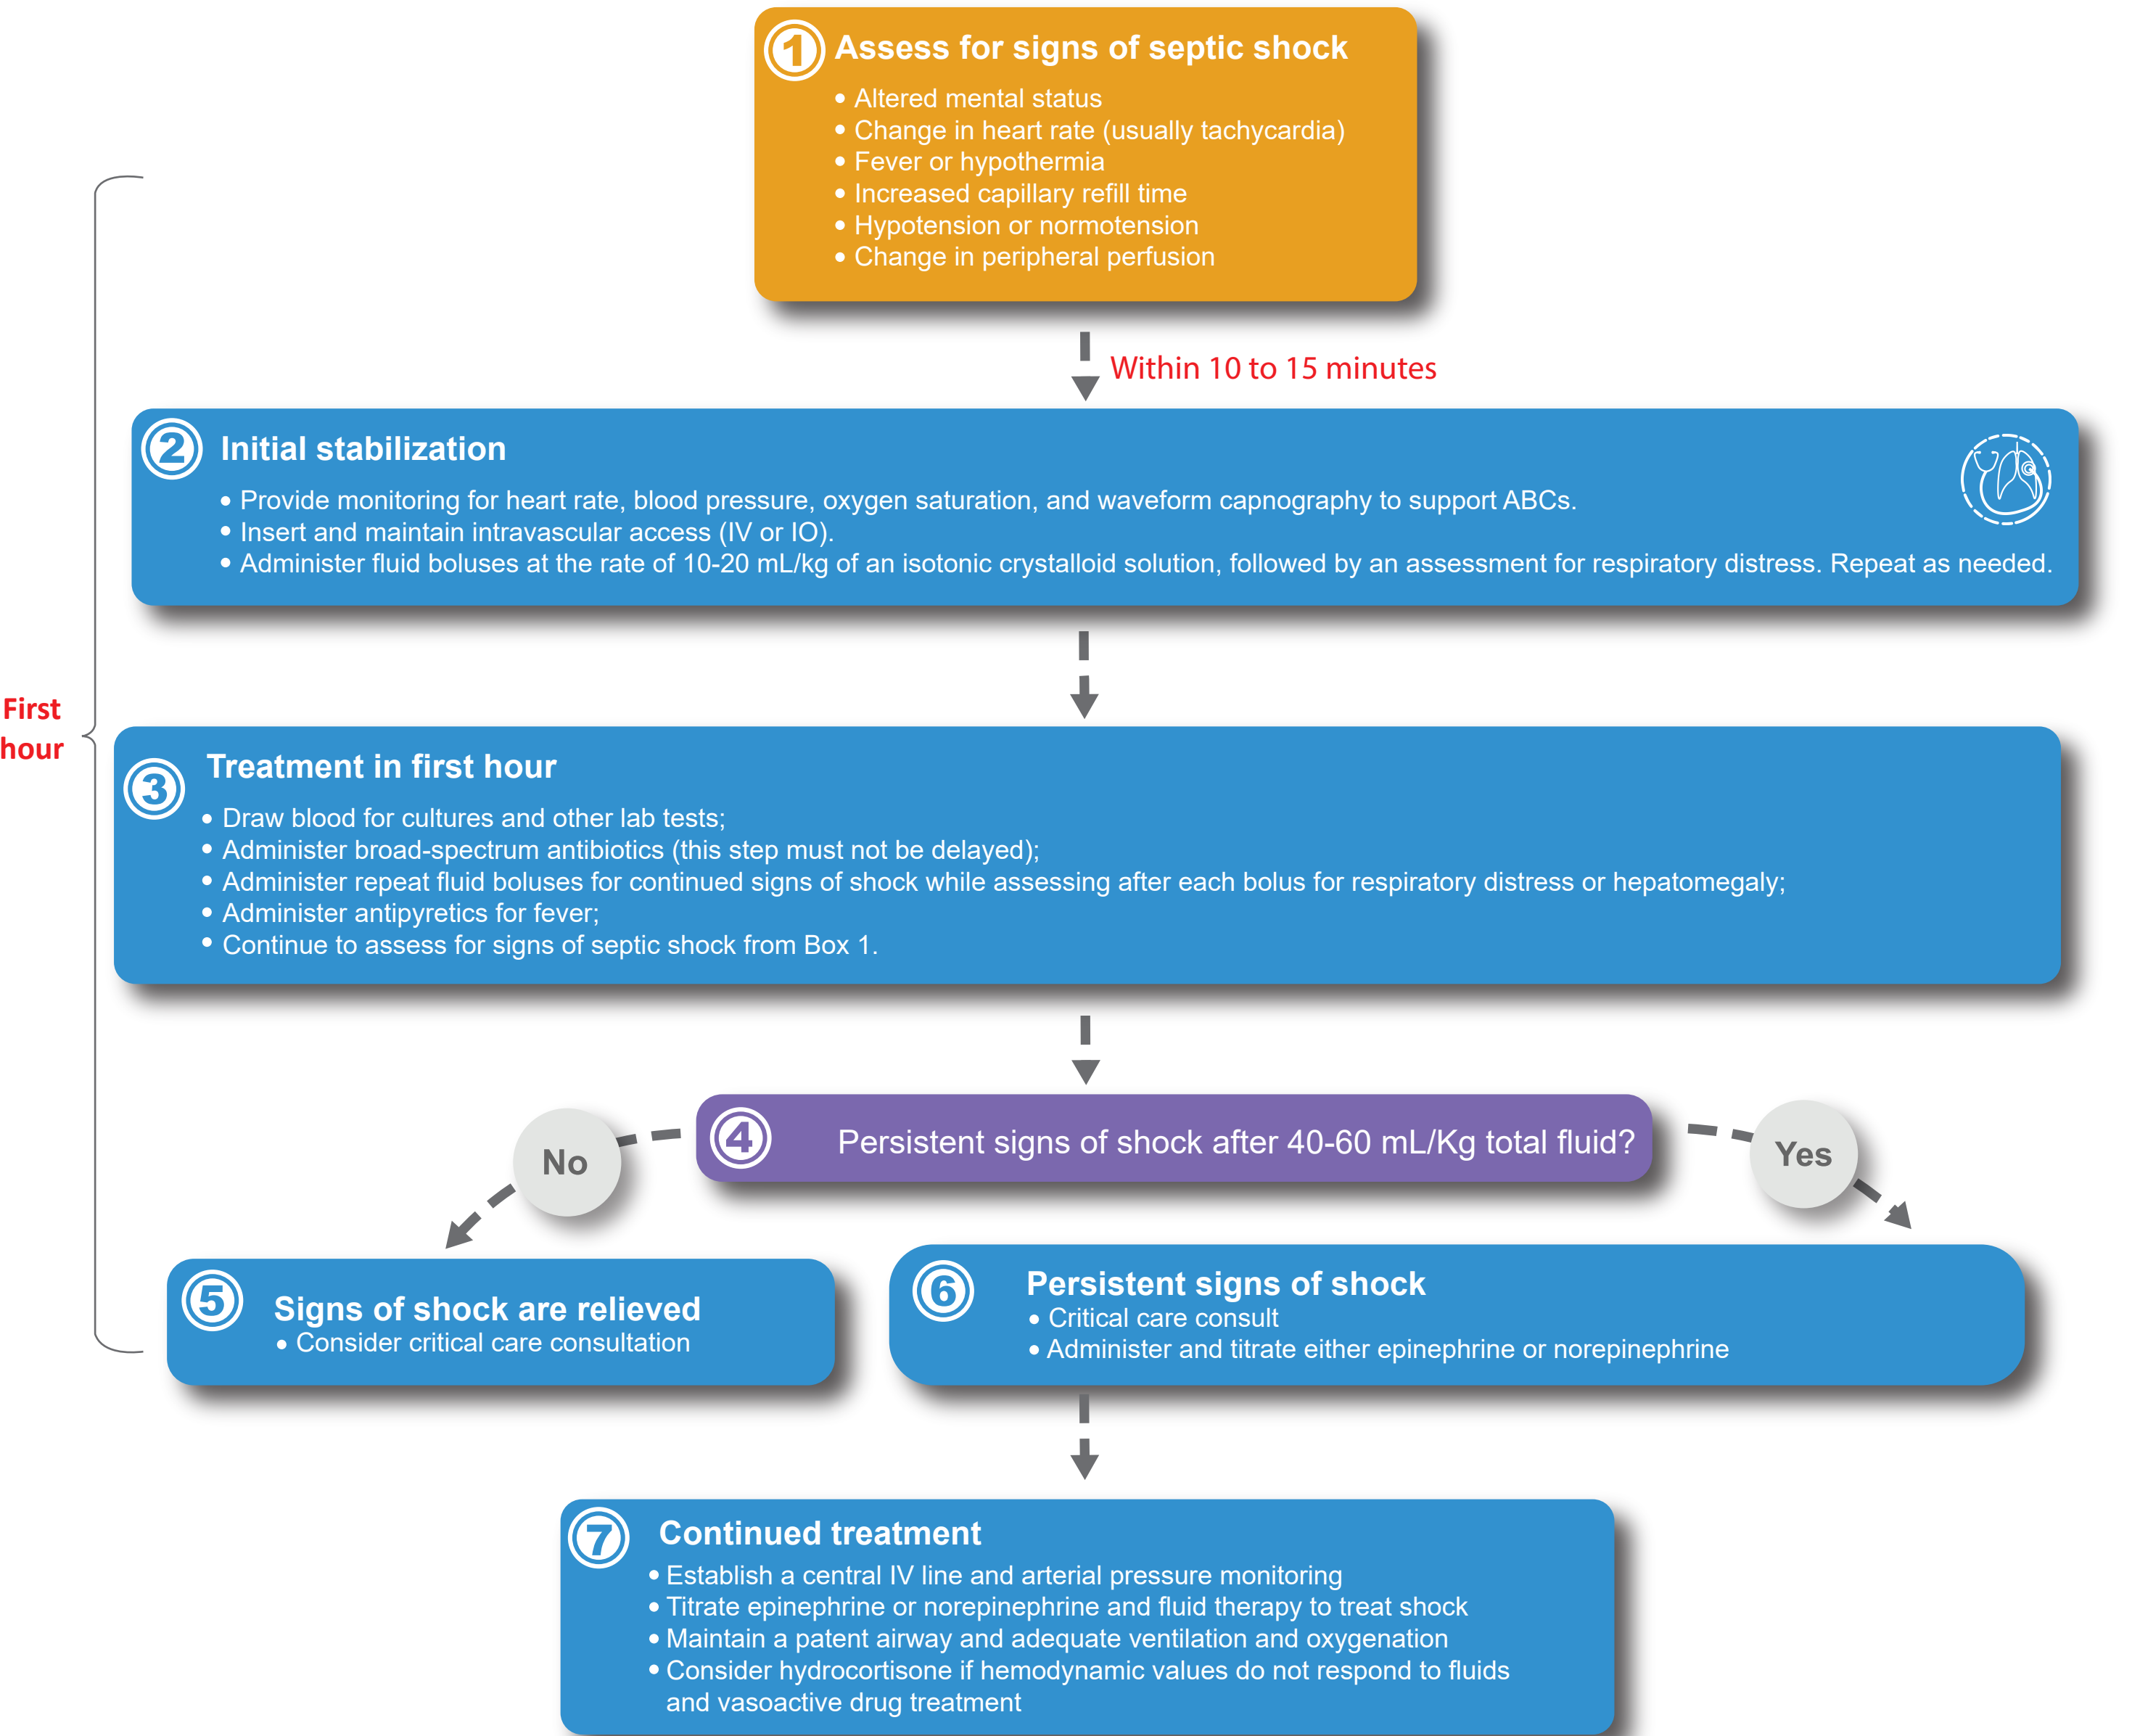 1 Assess for signs of septic shock
• Altered mental status
• Change in heart rate (usually tachycardia)
• Fever or hypothermia
• Increased capillary refill time
• Hypotension or normotension
• Change in peripheral perfusion
Within 10 to 15 minutes
2 Initial stabilization
• Provide monitoring for heart rate, blood pressure, oxygen saturation, and waveform capnography to support ABCs.
• Insert and maintain intravascular access (IV or IO).
• Administer fluid boluses at the rate of 10-20 mL/kg of an isotonic crystalloid solution, followed by an assessment for respiratory distress. Repeat as needed.
First
hour
3 Treatment in first hour
• Draw blood for cultures and other lab tests;
• Administer broad-spectrum antibiotics (this step must not be delayed);
• Administer repeat fluid boluses for continued signs of shock while assessing after each bolus for respiratory distress or hepatomegaly;
• Administer antipyretics for fever;
• Continue to assess for signs of septic shock from Box 1.
4 Persistent signs of shock after 40-60 mL/Kg total fluid?
No
Yes
5 Signs of shock are relieved
• Consider critical care consultation
6 Persistent signs of shock
• Critical care consult
• Administer and titrate either epinephrine or norepinephrine
7 Continued treatment
• Establish a central IV line and arterial pressure monitoring
• Titrate epinephrine or norepinephrine and fluid therapy to treat shock
• Maintain a patent airway and adequate ventilation and oxygenation
• Consider hydrocortisone if hemodynamic values do not respond to fluids
and vasoactive drug treatment